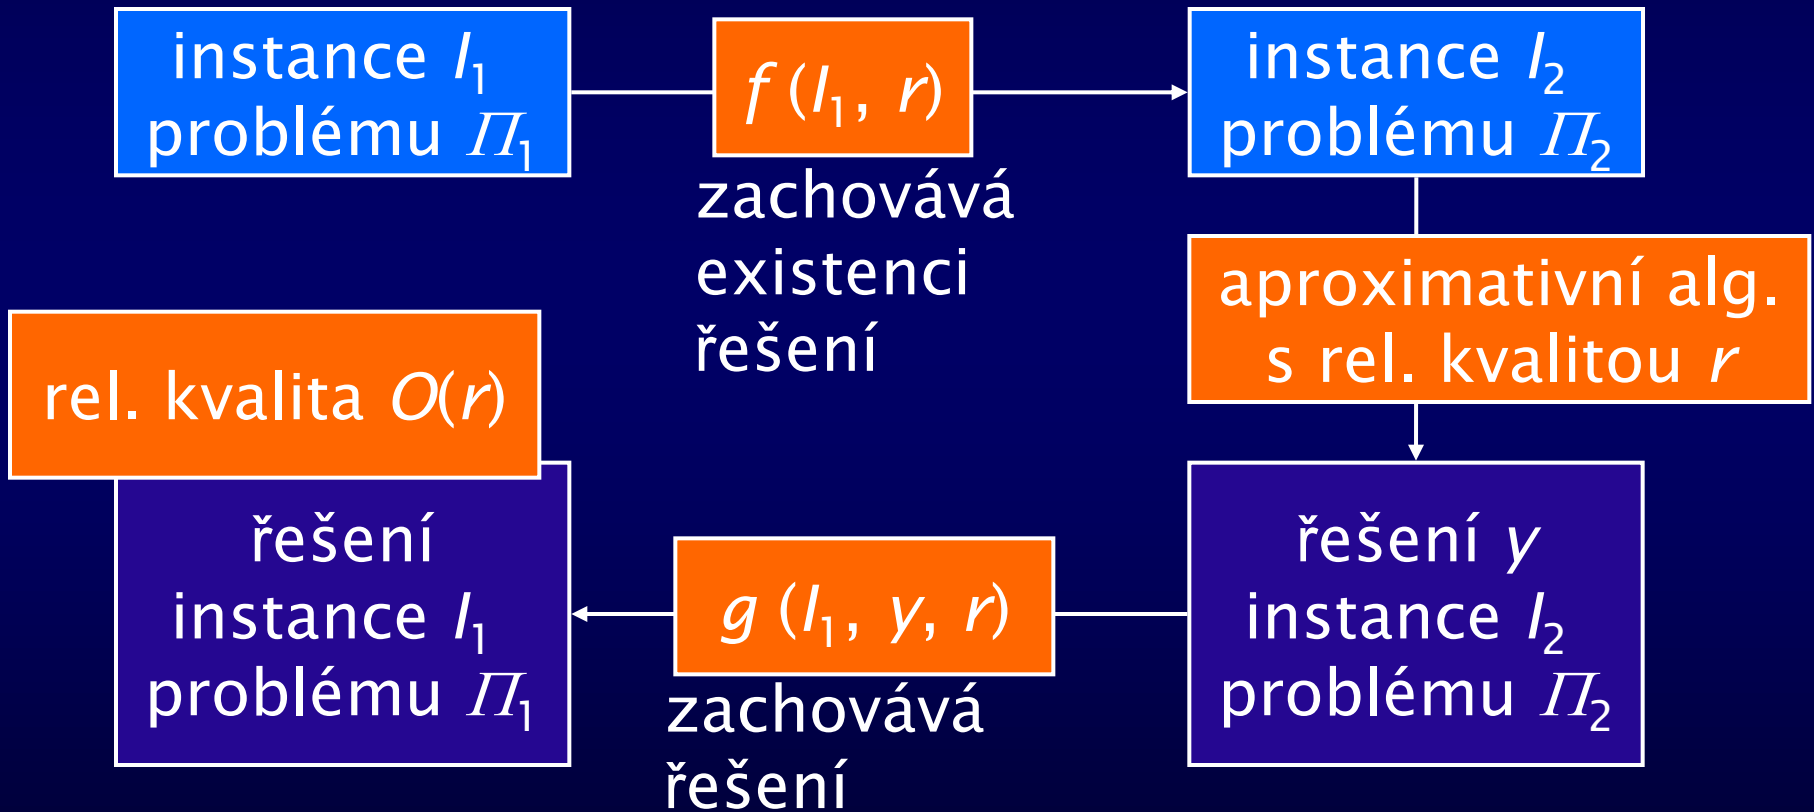 instance I₁
problému Π₁
f (I₁, r)
zachovává
existenci
řešení
instance I₂
problému Π₂
aproximativní alg.
s rel. kvalitou r
rel. kvalita O(r)
řešení
instance I₁
problému Π₁
g (I₁, y, r)
zachovává
řešení
řešení y
instance I₂
problému Π₂